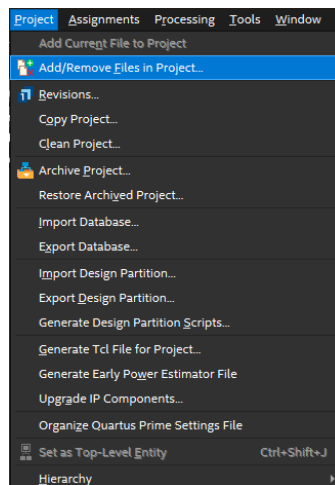 Project Assignments Processing Tools Window
Add Current File to Project
Add/Remove Files in Project...
Revisions...
Copy Project...
Clean Project...
Archive Project...
Restore Archived Project...
Import Database...
Export Database...
Import Design Partition...
Export Design Partition...
Generate Design Partition Scripts...
Generate Tcl File for Project...
Generate Early Power Estimator File
Upgrade IP Components...
Organize Quartus Prime Settings File
Set as Top-Level Entity Ctrl+Shift+J
Hierarchy